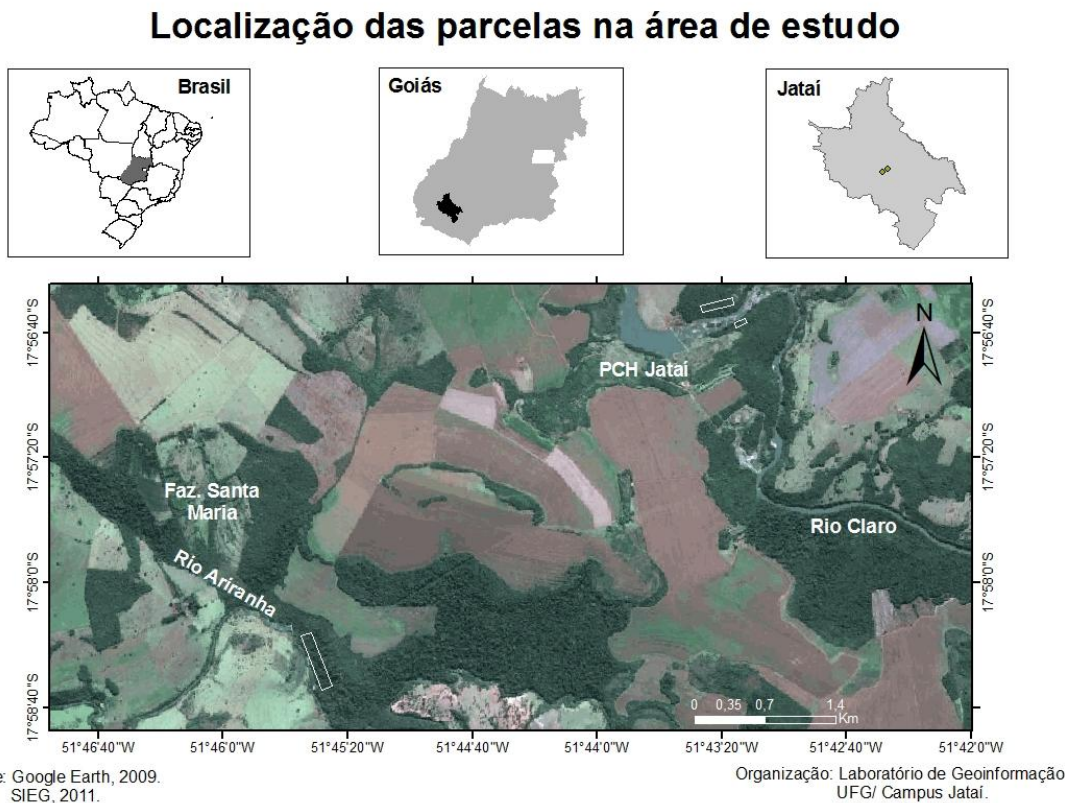 Localização das parcelas na área de estudo
Brasil
Goiás
Jataí
17°56'40"S
17°57'20"S
17°58'0"S
17°58'40"S
N
PCH Jataí
Faz. Santa
Maria
Rio Claro
Rio Ariranha
0 0,35 0,7 1,4
Km
17°56'40"S
17°57'20"S
17°58'0"S
17°58'40"S
51°46'40"W 51°46'0"W 51°45'20"W 51°44'40"W 51°44'0"W 51°43'20"W 51°42'40"W 51°42'0"W
e: Google Earth, 2009.
SIEG, 2011.
Organização: Laboratório de Geoinformação
UFG/ Campus Jataí.